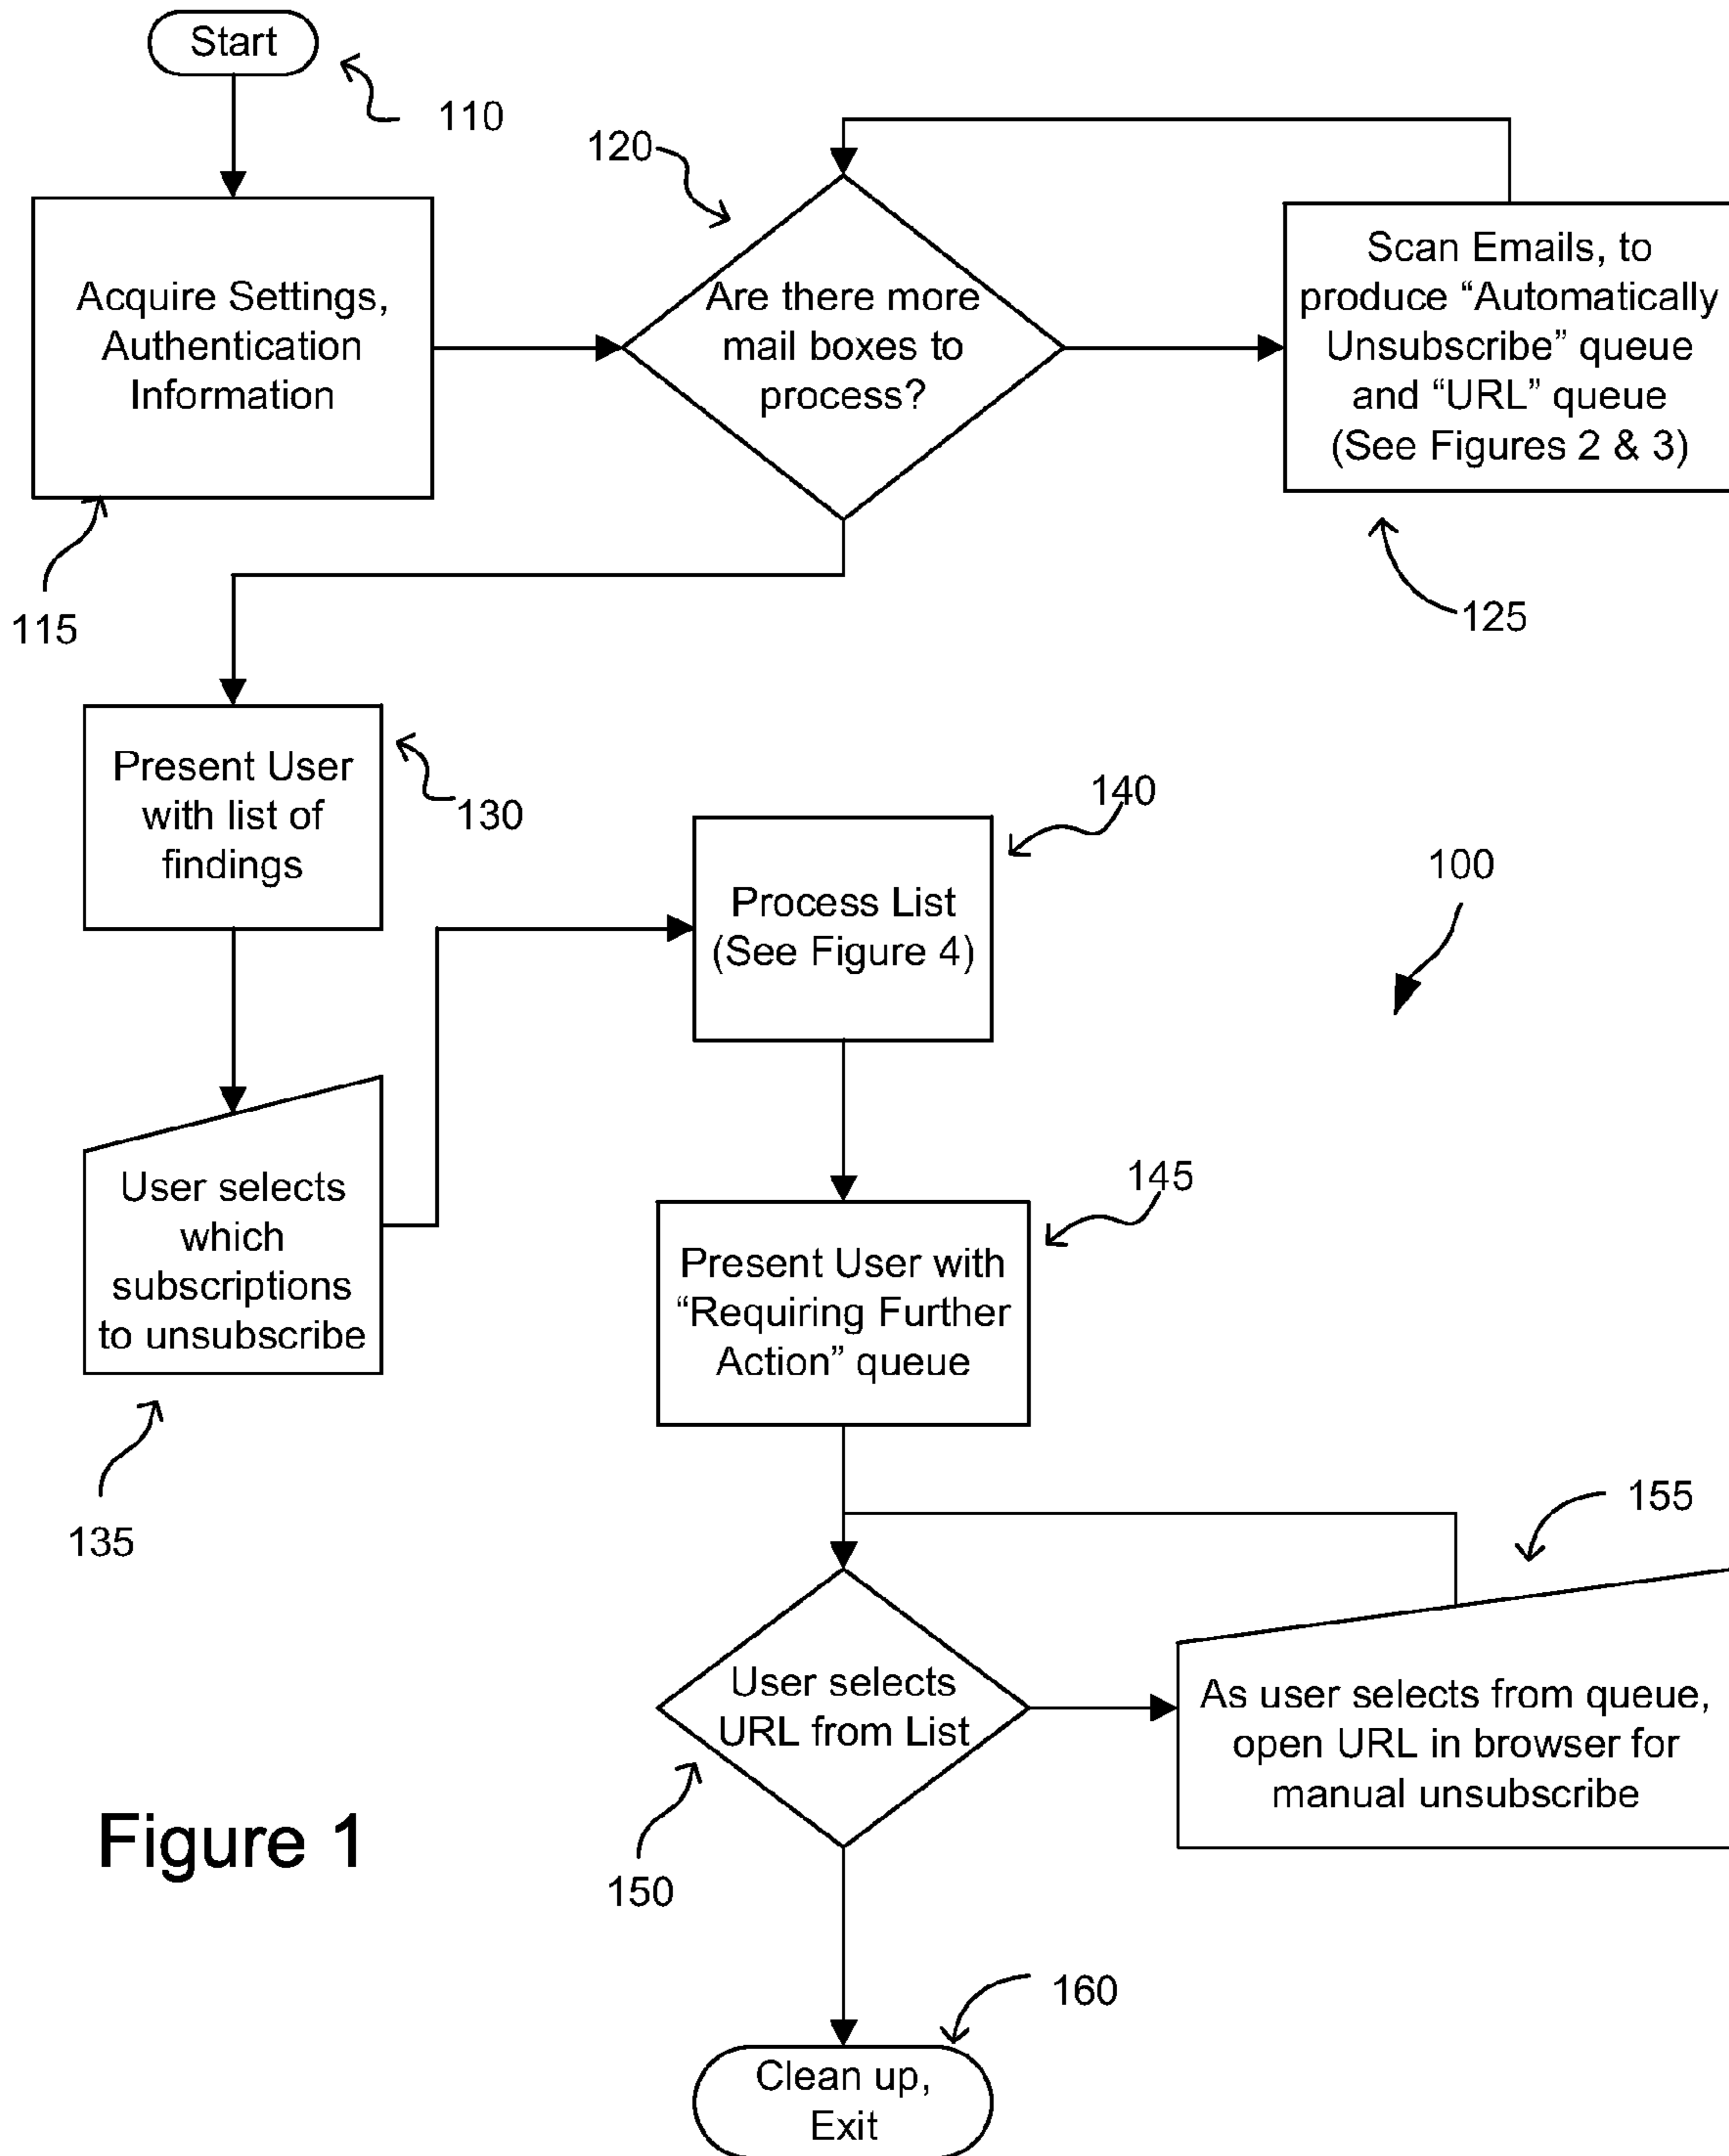 Start
110
120
Acquire Settings,
Authentication
Information
115
Are there more
mail boxes to
process?
Scan Emails, to
produce “Automatically
Unsubscribe” queue
and “URL” queue
(See Figures 2 & 3)
125
Present User
with list of
findings
130
140
Process List
(See Figure 4)
100
User selects
which
subscriptions
to unsubscribe
135
145
Present User with
“Requiring Further
Action” queue
155
User selects
URL from List
150
As user selects from queue,
open URL in browser for
manual unsubscribe
Figure 1
160
Clean up,
Exit